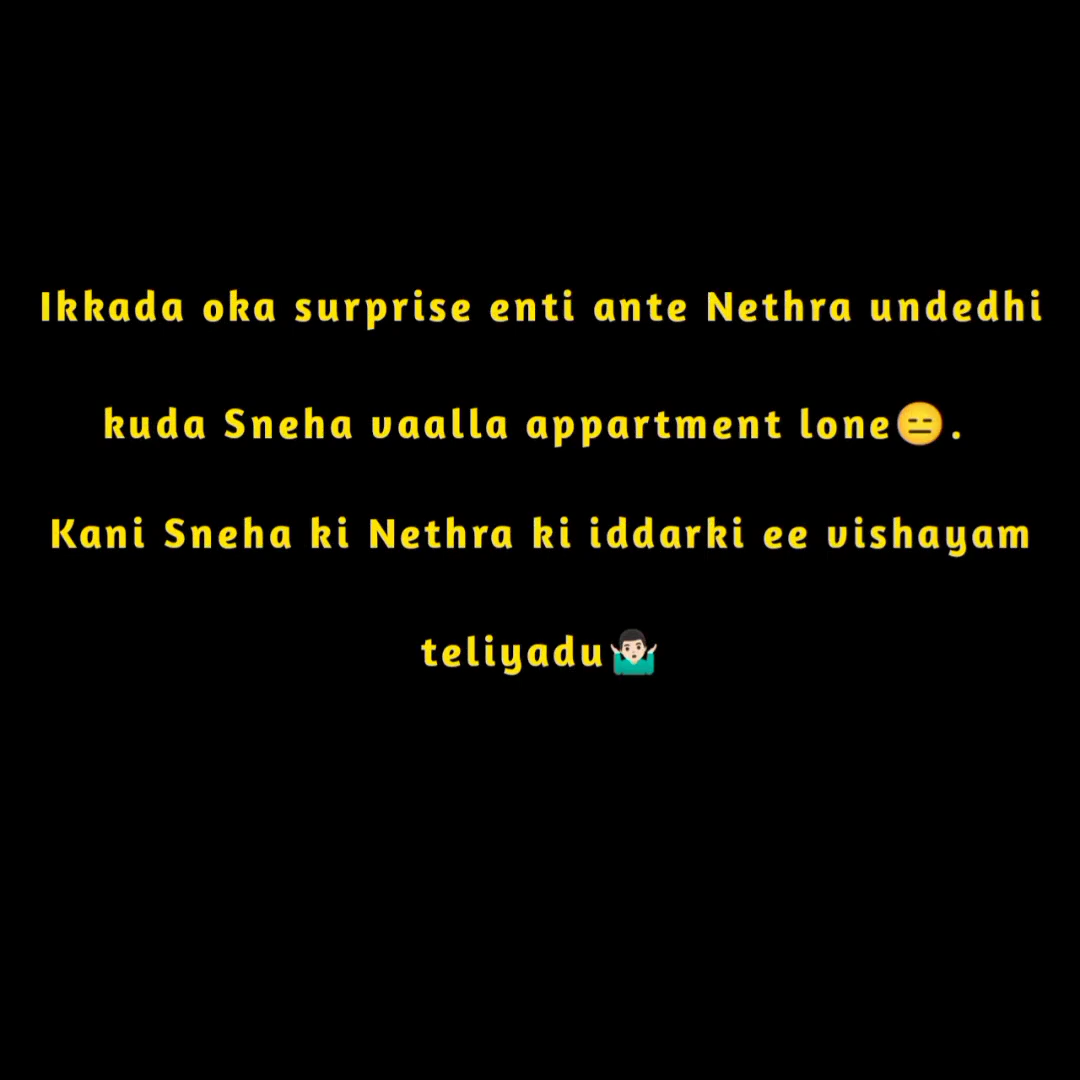 Ikkada oka surprise enti ante Nethra undedhi
kuda Sneha vaalla appartment lone😑.
Kani Sneha ki Nethra ki iddarki ee vishayam
teliyadu🤷🏻‍♂️